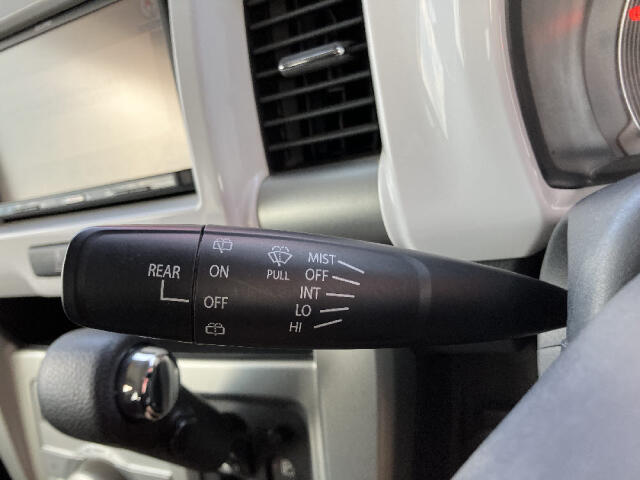 REAR
ON
OFF
PULL
MIST
OFF
INT
LO
HI